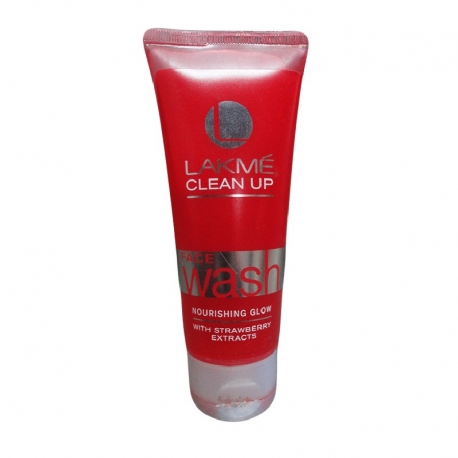 L
LAKMÉ
CLEAN UP
FACE
wash
NOURISHING GLOW
WITH STRAWBERRY
EXTRACTS